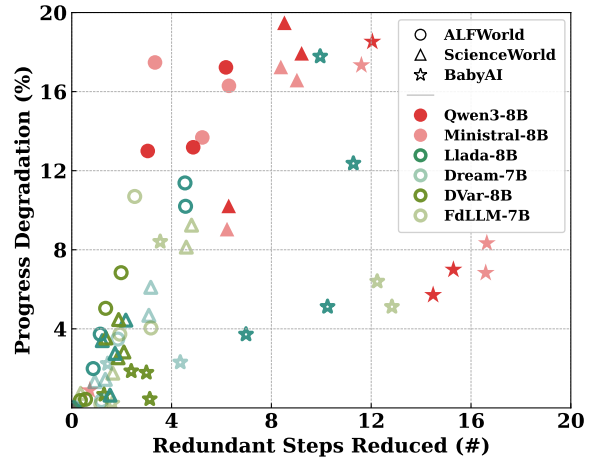 Progress Degradation (%)
20
16
12
8
4
0
4
8
12
16
20
Redundant Steps Reduced (#)
ALFWorld
ScienceWorld
BabyAI
Qwen3-8B
Ministral-8B
Llada-8B
Dream-7B
DVar-8B
FdLLM-7B